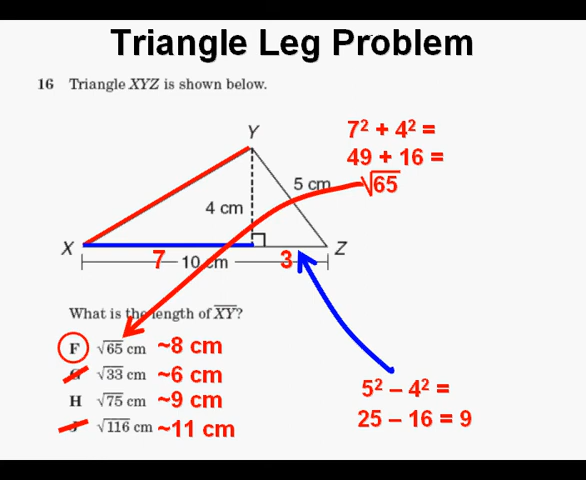 Triangle Leg Problem
16 Triangle XYZ is shown below.
Y
7² + 4² =
49 + 16 =
√65
5 cm
4 cm
X
Z
7
10 cm
3
What is the length of XY?
F √65 cm ~8 cm
G √33 cm ~6 cm
H √75 cm ~9 cm
J √116 cm ~11 cm
5² – 4² =
25 – 16 = 9